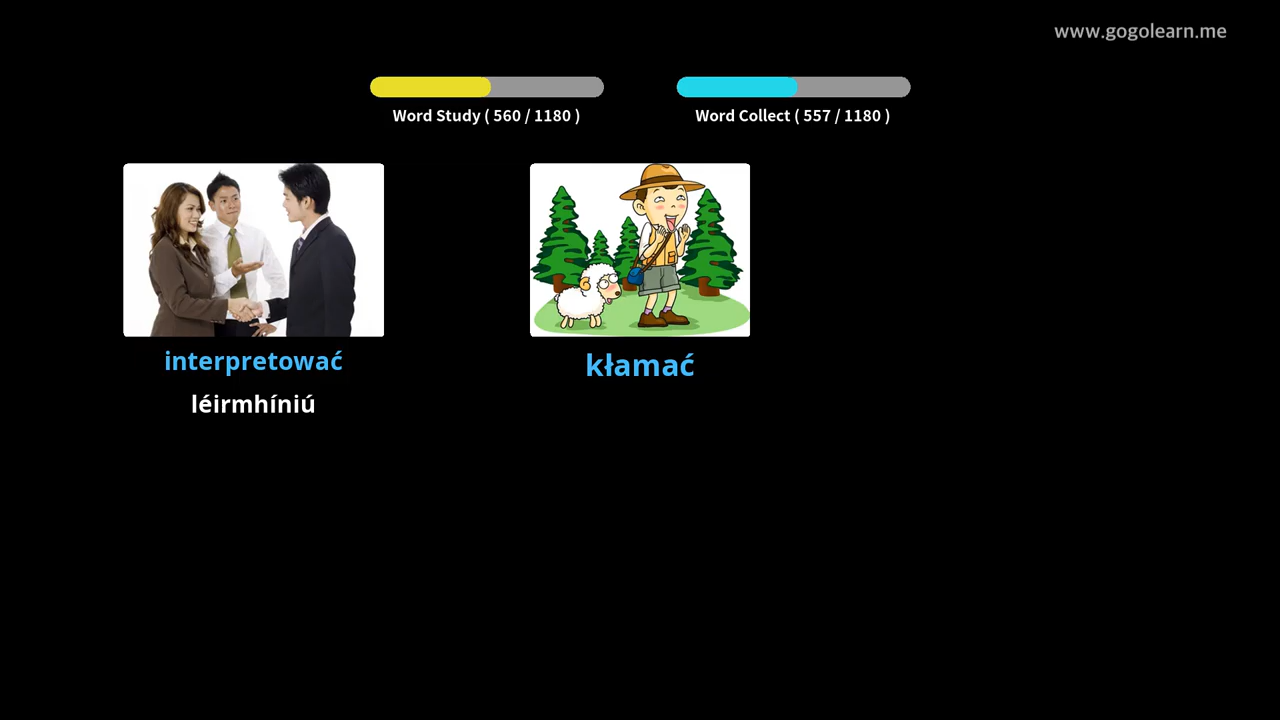 www.gogolearn.me
Word Study ( 560 / 1180 )
Word Collect ( 557 / 1180 )
interpretować
léirmhíniú
kłamać